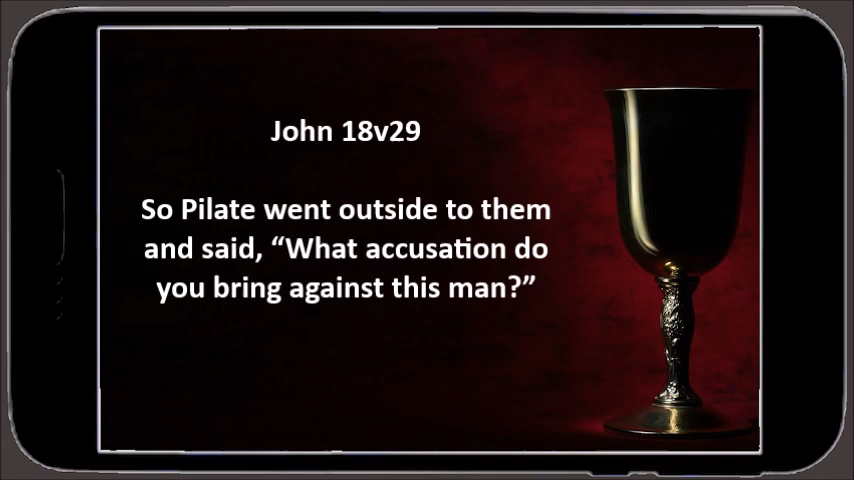 John 18v29
So Pilate went outside to them
and said, “What accusation do
you bring against this man?”